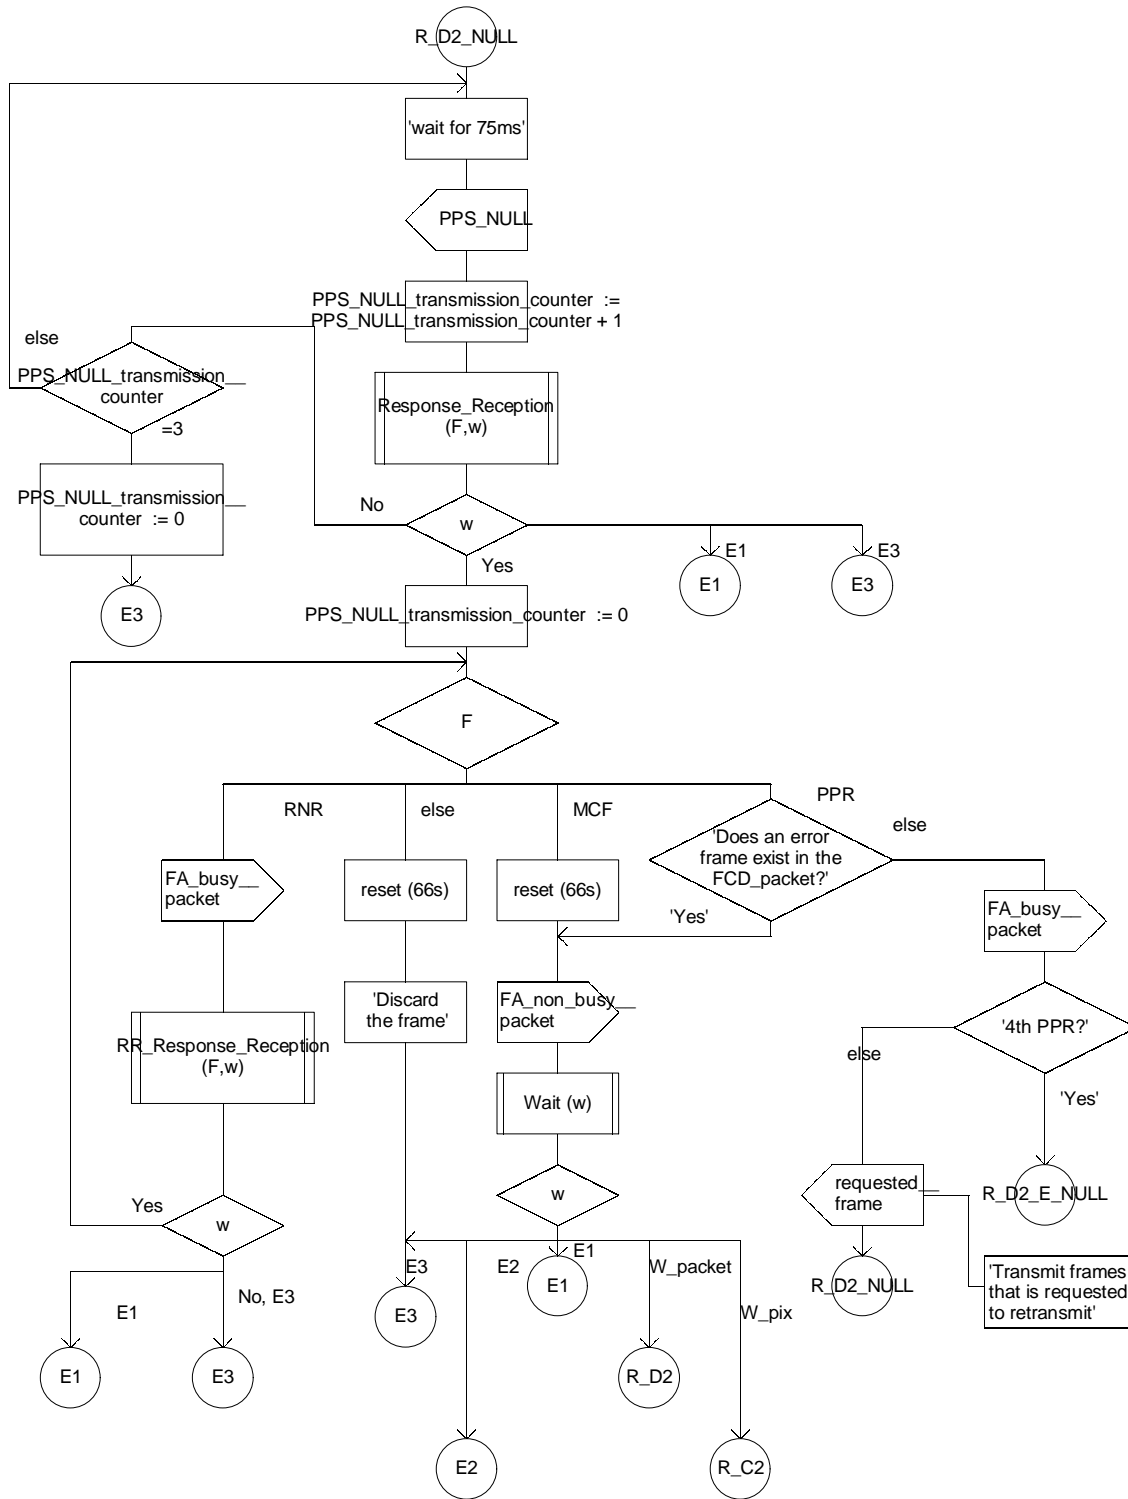 R_D2_NULL
'wait for 75ms'
PPS_NULL
PPS_NULL_transmission_counter :=
PPS_NULL_transmission_counter + 1
else
PPS_NULL_transmission__
counter
=3
Response_Reception
(F,w)
PPS_NULL_transmission__
counter := 0
No
w
Yes
E1
E3
E1
E3
E3
PPS_NULL_transmission_counter := 0
F
RNR
else
MCF
PPR
'Does an error
frame exist in the
FCD_packet?'
else
FA_busy__
packet
reset (66s)
reset (66s)
'Yes'
FA_busy__
packet
'Discard
the frame'
FA_non_busy__
packet
'4th PPR?'
else
RR_Response_Reception
(F,w)
Wait (w)
'Yes'
requested__
frame
R_D2_E_NULL
Yes
w
w
E3
E2
E1
W_packet
W_pix
E1
No, E3
E3
E1
R_D2_NULL
'Transmit frames
that is requested
to retransmit'
E1
E3
R_D2
E2
R_C2